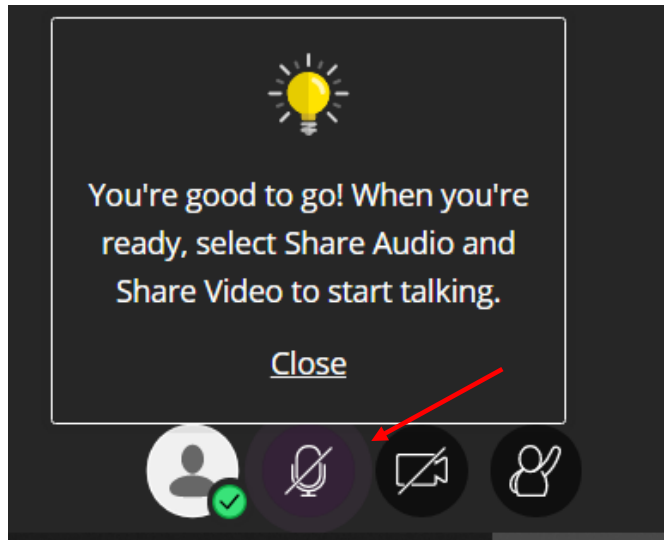 You're good to go! When you're
ready, select Share Audio and
Share Video to start talking.
Close